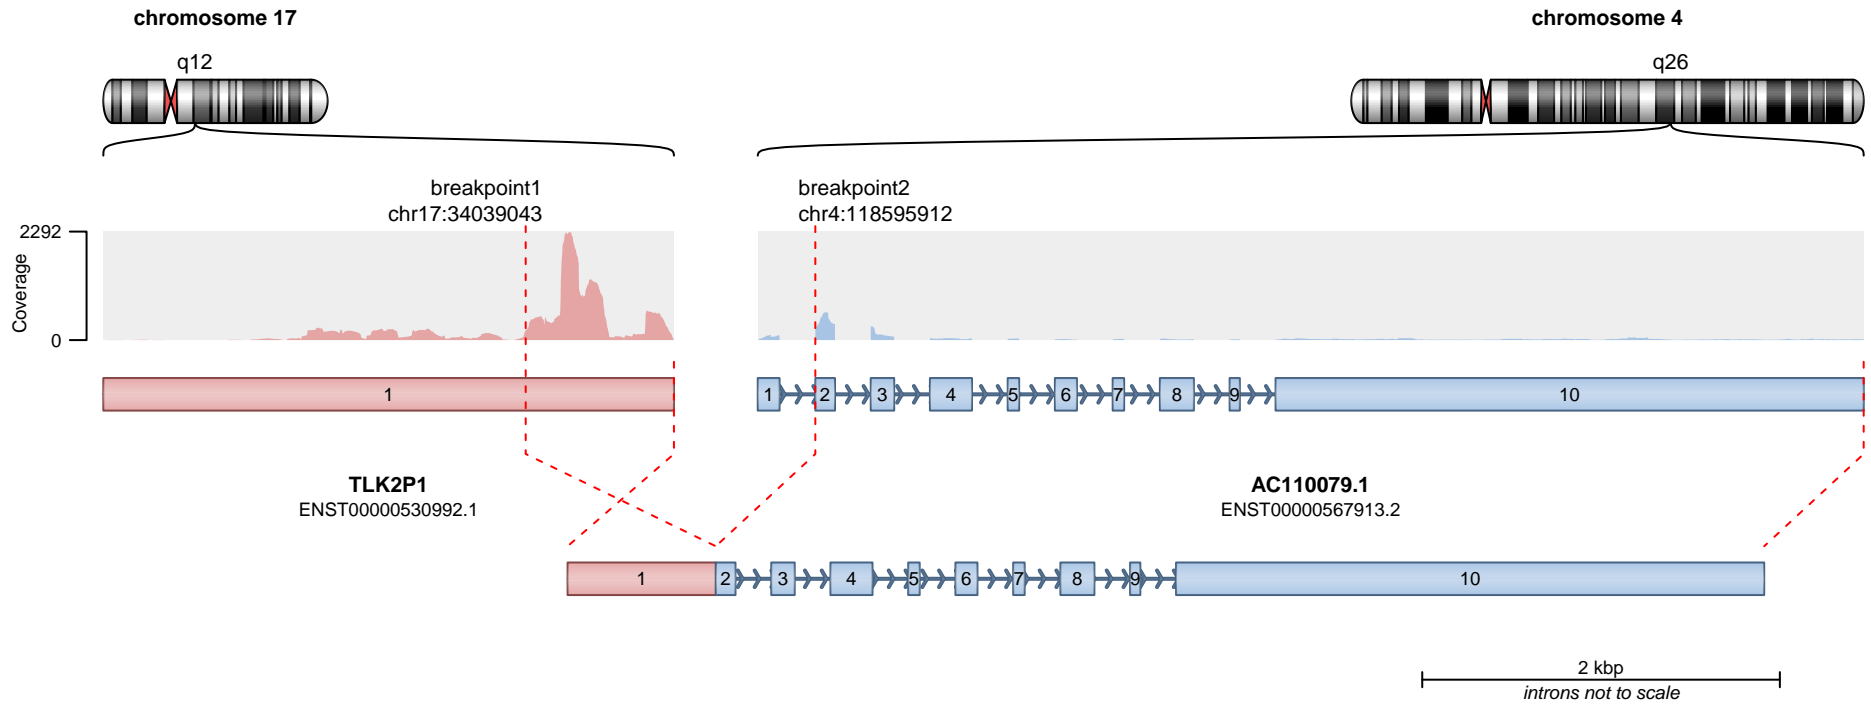 chromosome 17
chromosome 4
q12
q26
breakpoint1
chr17:34039043
breakpoint2
chr4:118595912
2292
Coverage
0
1
1 2 3 4 5 6 7 8 9 10
TLK2P1
ENST00000530992.1
AC110079.1
ENST00000567913.2
1 2 3 4 5 6 7 8 9 10
2 kbp
introns not to scale